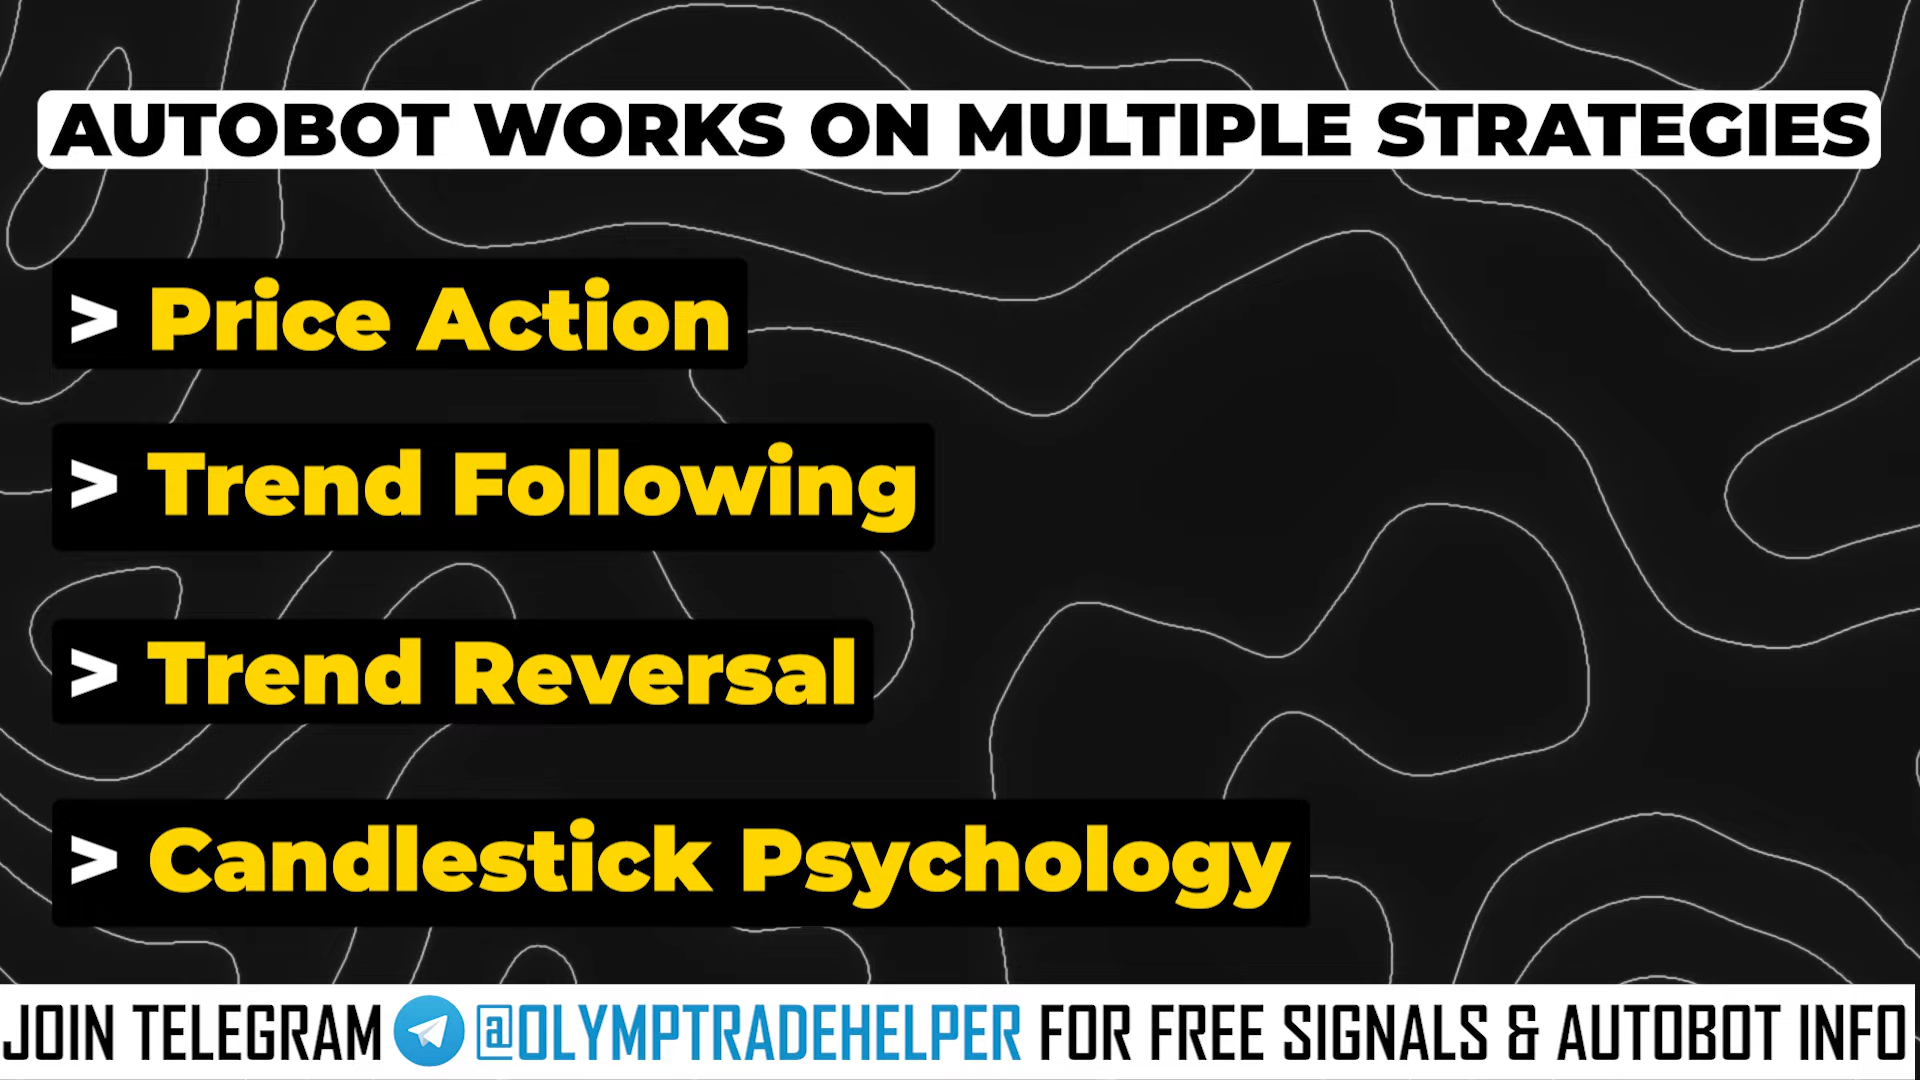 AUTOBOT WORKS ON MULTIPLE STRATEGIES
> Price Action
> Trend Following
> Trend Reversal
> Candlestick Psychology
JOIN TELEGRAM @OLYMPTRADEHELPER FOR FREE SIGNALS & AUTOBOT INFO